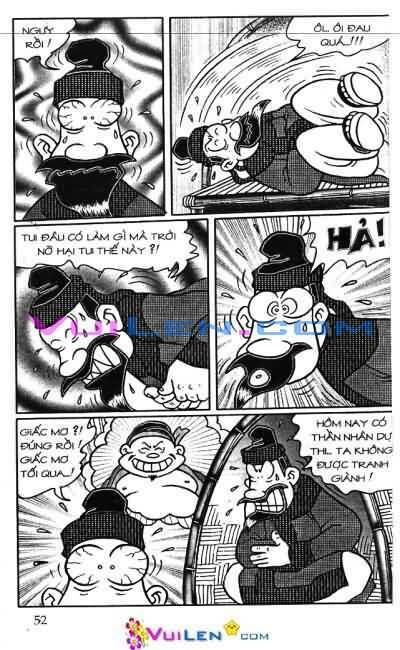 NGUY
RỒI !
ÔI.. ÔI ĐAU
QUÁ...!!!
TUI ĐÂU CÓ LÀM GÌ MÀ TRỜI
NỠ HẠI TUI THẾ NÀY ?!
HẢ!
VUILEN.COM
GIẤC MƠ ?!
ĐÚNG RỒI
GIẤC MƠ
TỐI QUA...!
HÔM NAY CÓ
THẦN NHÂN DỰ
THI... TA KHÔNG
ĐƯỢC TRANH
GIÀNH !
52
VUILEN.COM